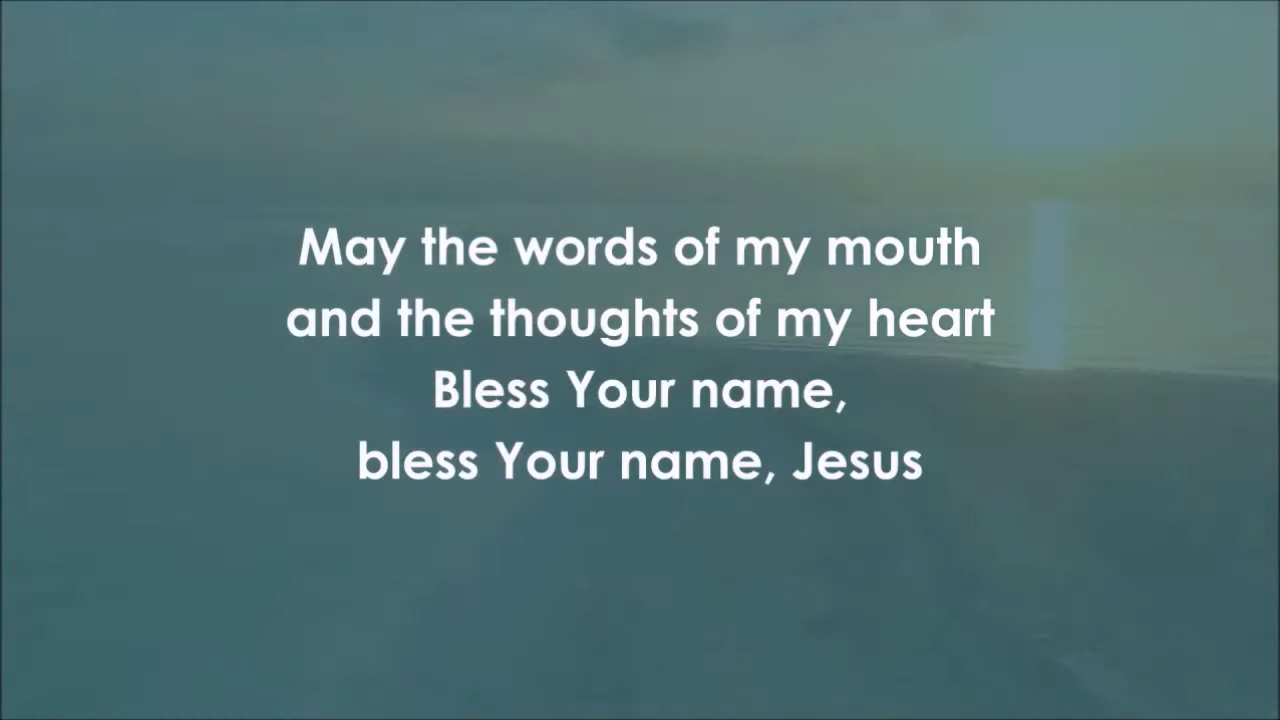 May the words of my mouth
and the thoughts of my heart
Bless Your name,
bless Your name, Jesus